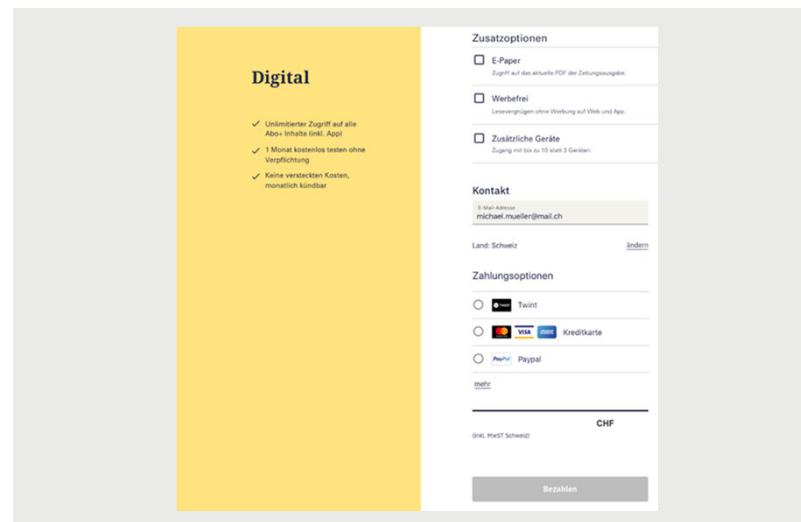 Digital
Unlimitierter Zugriff auf alle
Abo+ Inhalte (inkl. App)
1 Monat kostenlos testen ohne
Verpflichtung
Keine versteckten Kosten,
monatlich kündbar
Zusatzoptionen
E-Paper
Zugriff auf das aktuelle PDF der Zeitungsausgabe.
Werbefrei
Lesevergnügen ohne Werbung auf Web und App.
Zusätzliche Geräte
Zugang mit bis zu 10 statt 3 Geräten.
Kontakt
E-Mail-Adresse
michael.mueller@mail.ch
Land: Schweiz ändern
Zahlungsoptionen
TWINT Twint
VISA Kreditkarte
PayPal Paypal
mehr
CHF
(inkl. MwST Schweiz)
Bezahlen